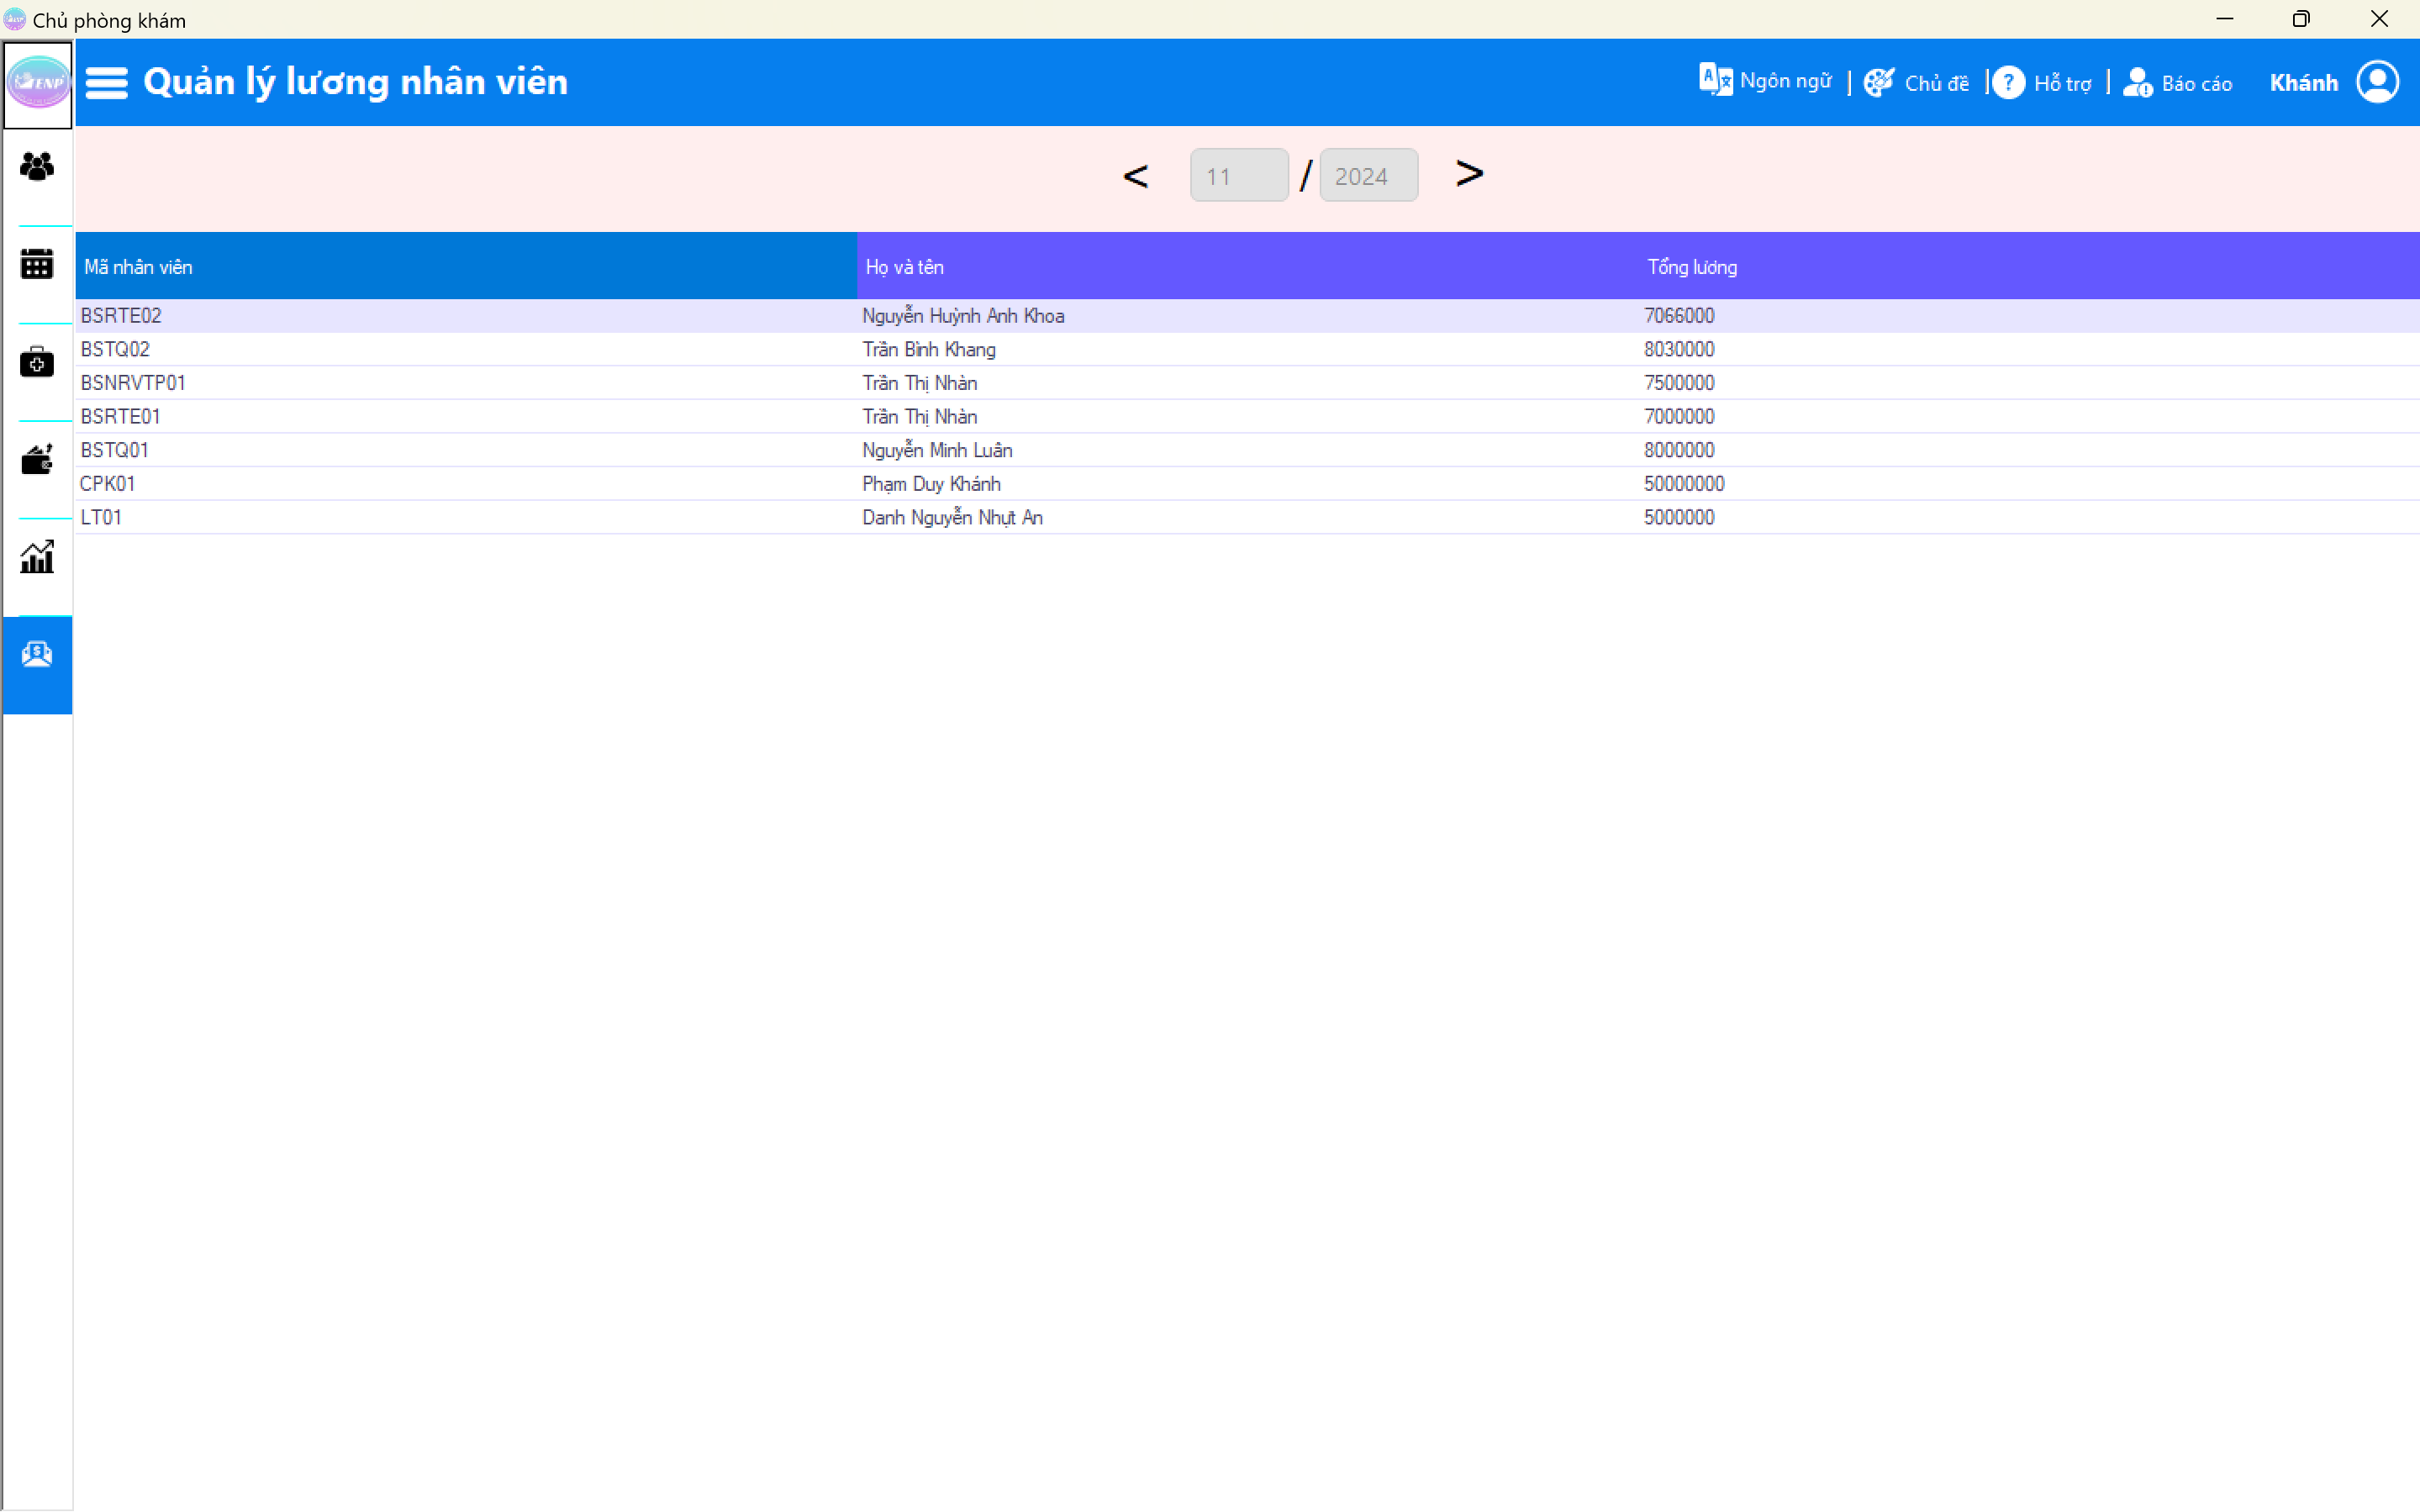 Chủ phòng khám
ENP
Quản lý lương nhân viên
Ngôn ngữ | Chủ đề | Hỗ trợ | Báo cáo Khánh
< 11 / 2024 >
Mã nhân viên Họ và tên Tổng lương
BSRTE02 Nguyễn Huỳnh Anh Khoa 7066000
BSTQ02 Trần Bình Khang 8030000
BSNRVTP01 Trần Thị Nhàn 7500000
BSRTE01 Trần Thị Nhàn 7000000
BSTQ01 Nguyễn Minh Luân 8000000
CPK01 Phạm Duy Khánh 50000000
LT01 Danh Nguyễn Nhựt An 5000000